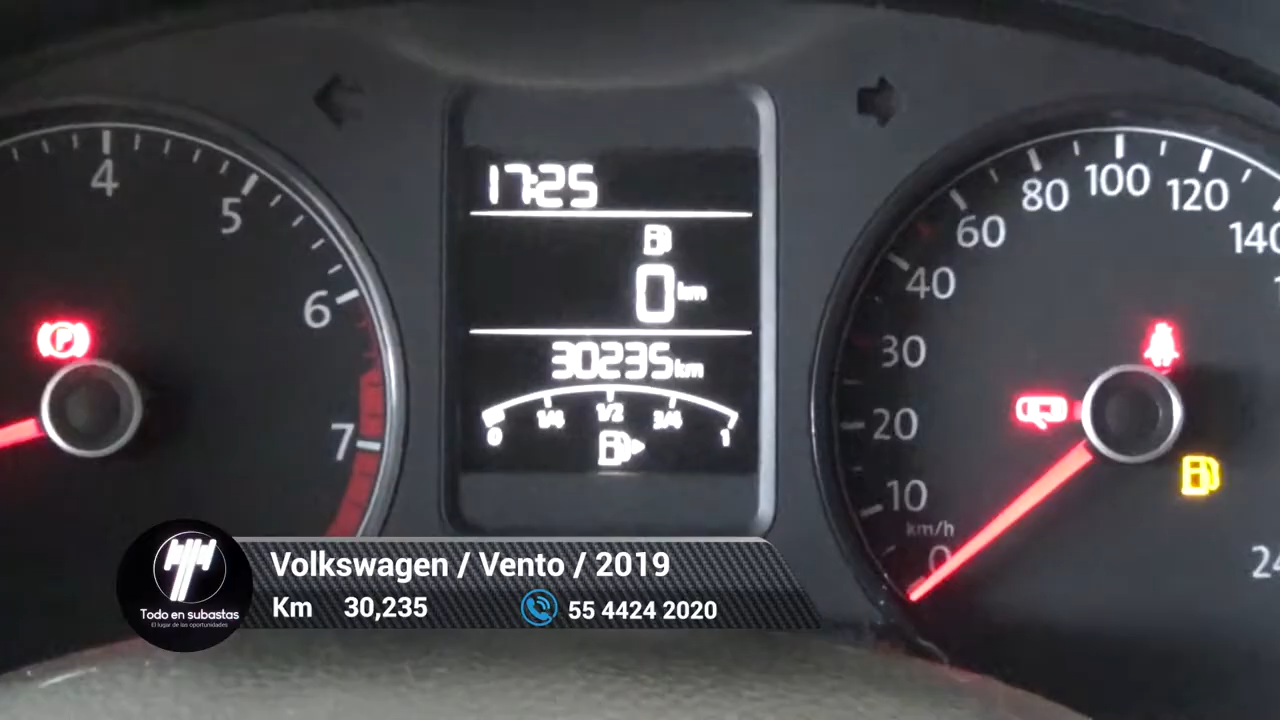 17:25
0 km
30235 km
0 1/4 1/2 3/4 1
4
5
6
7
P
0
10
20
30
40
60
80
100
120
140
km/h
Volkswagen / Vento / 2019
Km 30,235
55 4424 2020
Todo en subastas
El lugar de las oportunidades